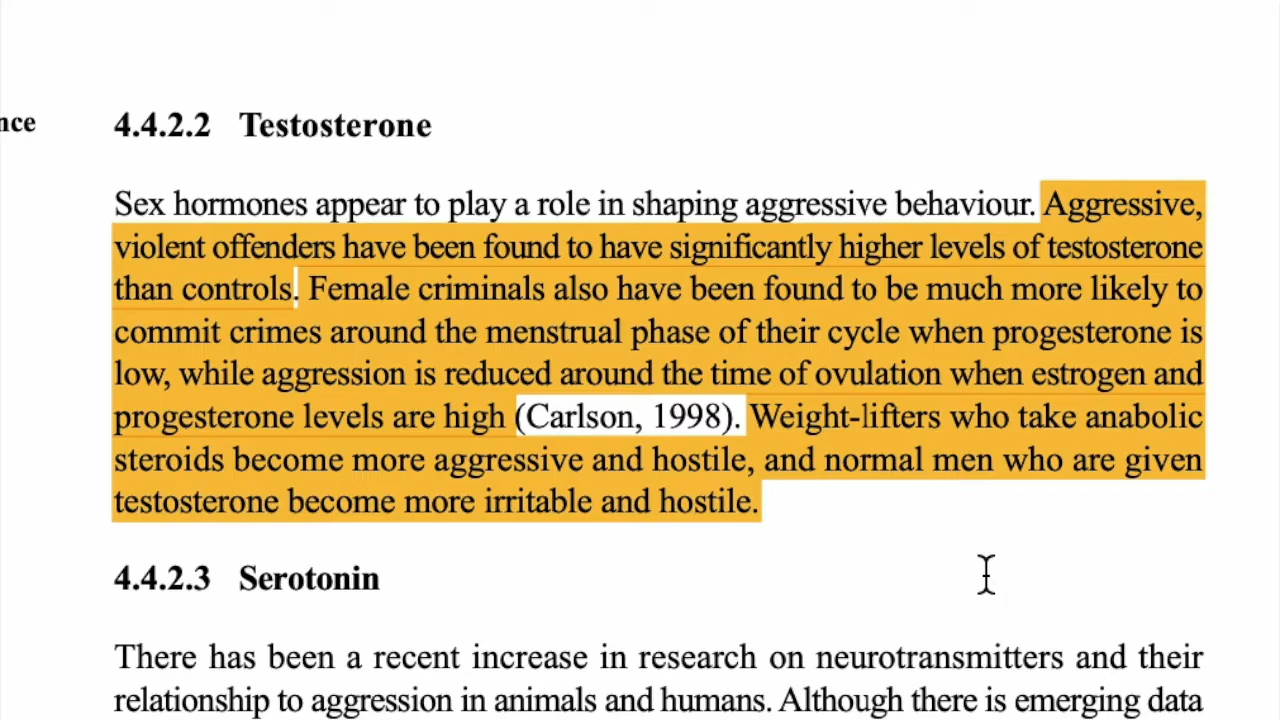 nce
4.4.2.2 Testosterone
Sex hormones appear to play a role in shaping aggressive behaviour. Aggressive,
violent offenders have been found to have significantly higher levels of testosterone
than controls. Female criminals also have been found to be much more likely to
commit crimes around the menstrual phase of their cycle when progesterone is
low, while aggression is reduced around the time of ovulation when estrogen and
progesterone levels are high (Carlson, 1998). Weight-lifters who take anabolic
steroids become more aggressive and hostile, and normal men who are given
testosterone become more irritable and hostile.
4.4.2.3 Serotonin
There has been a recent increase in research on neurotransmitters and their
relationship to aggression in animals and humans. Although there is emerging data